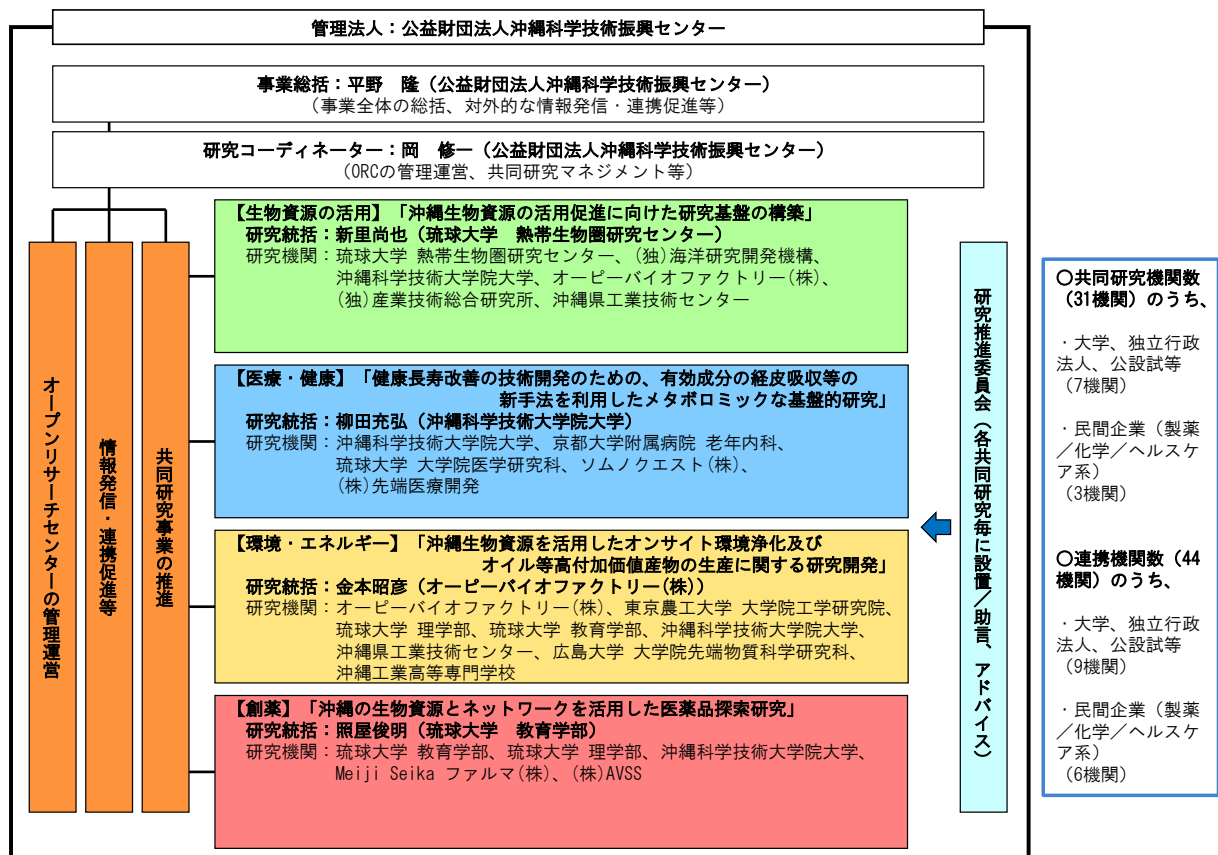 管理法人：公益財団法人沖縄科学技術振興センター
事業総括：平野　隆（公益財団法人沖縄科学技術振興センター）
（事業全体の総括、対外的な情報発信・連携促進等）
研究コーディネーター：岡　修一（公益財団法人沖縄科学技術振興センター）
（ORCの管理運営、共同研究マネジメント等）
オープンリサーチセンターの管理運営
情報発信・連携促進等
共同研究事業の推進
【生物資源の活用】「沖縄生物資源の活用促進に向けた研究基盤の構築」
研究統括：新里尚也（琉球大学　熱帯生物圏研究センター）
研究機関：琉球大学 熱帯生物圏研究センター、(独)海洋研究開発機構、
沖縄科学技術大学院大学、オーピーバイオファクトリー(株)、
(独)産業技術総合研究所、沖縄県工業技術センター
【医療・健康】「健康長寿改善の技術開発のための、有効成分の経皮吸収等の
新手法を利用したメタボロミックな基盤的研究」
研究統括：柳田充弘（沖縄科学技術大学院大学）
研究機関：沖縄科学技術大学院大学、京都大学附属病院 老年内科、
琉球大学 大学院医学研究科、ソムノクエスト(株)、
(株)先端医療開発
【環境・エネルギー】「沖縄生物資源を活用したオンサイト環境浄化及び
オイル等高付加価値産物の生産に関する研究開発」
研究統括：金本昭彦（オーピーバイオファクトリー(株)）
研究機関：オーピーバイオファクトリー(株)、東京農工大学 大学院工学研究院、
琉球大学 理学部、琉球大学 教育学部、沖縄科学技術大学院大学、
沖縄県工業技術センター、広島大学 大学院先端物質科学研究科、
沖縄工業高等専門学校
【創薬】「沖縄の生物資源とネットワークを活用した医薬品探索研究」
研究統括：照屋俊明（琉球大学　教育学部）
研究機関：琉球大学 教育学部、琉球大学 理学部、沖縄科学技術大学院大学、
Meiji Seika ファルマ(株)、(株)AVSS
研究推進委員会（各共同研究毎に設置／助言、アドバイス）
○共同研究機関数
（31機関）のうち、
・大学、独立行政
法人、公設試等
（7機関）
・民間企業（製薬
／化学／ヘルスケ
ア系）
（3機関）
○連携機関数（44
機関）のうち、
・大学、独立行政
法人、公設試等
（9機関）
・民間企業（製薬
／化学／ヘルスケ
ア系）
（6機関）